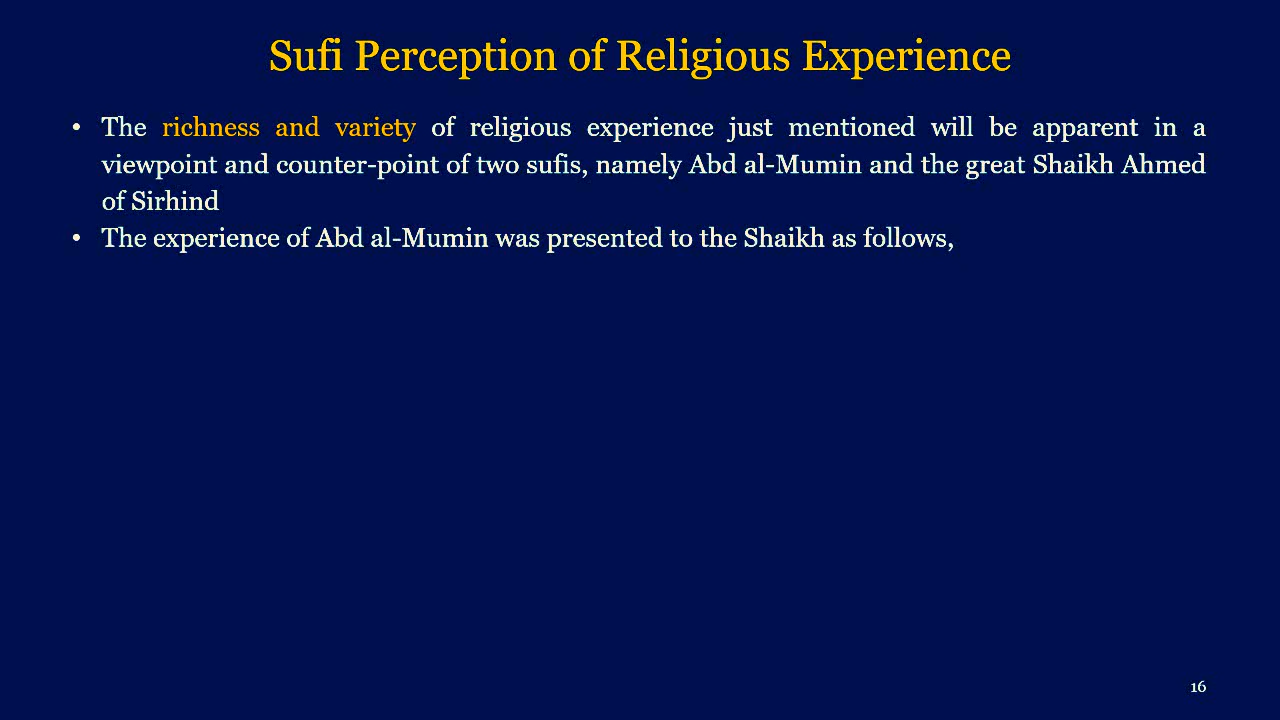 Sufi Perception of Religious Experience
• The richness and variety of religious experience just mentioned will be apparent in a
viewpoint and counter-point of two sufis, namely Abd al-Mumin and the great Shaikh Ahmed
of Sirhind
• The experience of Abd al-Mumin was presented to the Shaikh as follows,
16